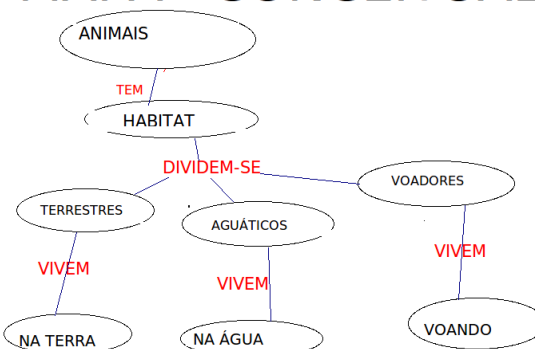 ANIMAIS
TEM
HABITAT
DIVIDEM-SE
VOADORES
TERRESTRES
AGUÁTICOS
VIVEM
VIVEM
VIVEM
NA TERRA
NA ÁGUA
VOANDO